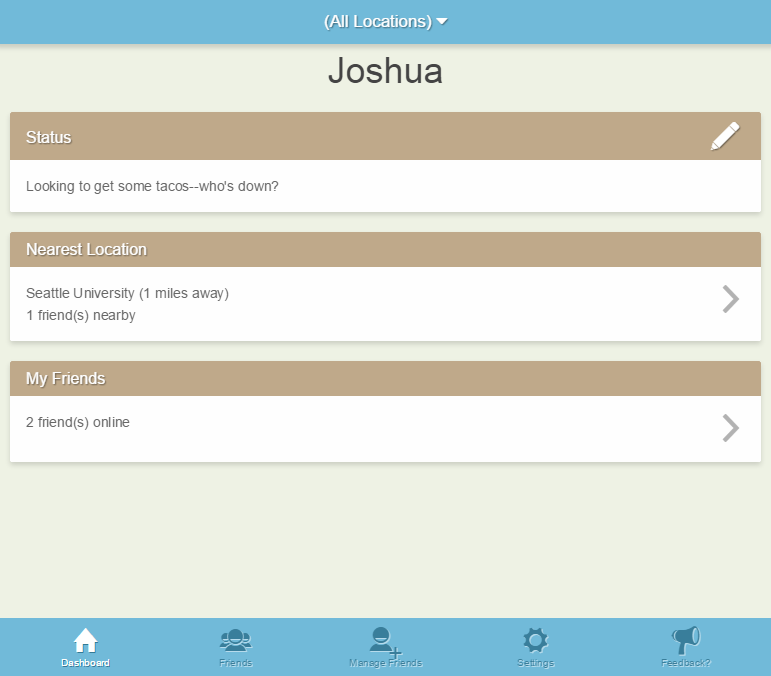 (All Locations)
Joshua
Status
Looking to get some tacos--who's down?
Nearest Location
Seattle University (1 miles away)
1 friend(s) nearby
My Friends
2 friend(s) online
Dashboard
Friends
Manage Friends
Settings
Feedback?